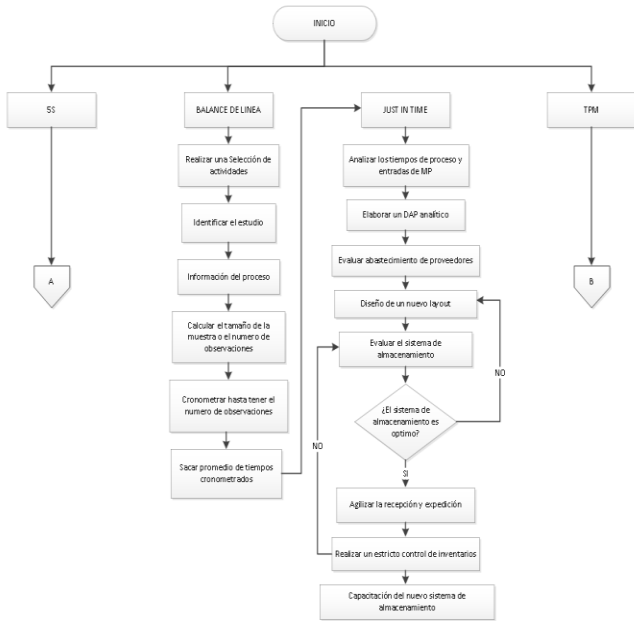 INICIO
5S
BALANCE DE LINEA
JUST IN TIME
TPM
Realizar una Selección de
actividades
Identificar el estudio
Información del proceso
Calcular el tamaño de la
muestra o el numero de
observaciones
Cronometrar hasta tener el
numero de observaciones
Sacar promedio de tiempos
cronometrados
Analizar los tiempos de proceso y
entradas de MP
Elaborar un DAP analítico
Evaluar abastecimiento de proveedores
Diseño de un nuevo layout
Evaluar el sistema de
almacenamiento
¿El sistema de
almacenamiento es
optimo?
NO
SI
NO
Agilizar la recepción y expedición
Realizar un estricto control de inventarios
Capacitación del nuevo sistema de
almacenamiento
A
B